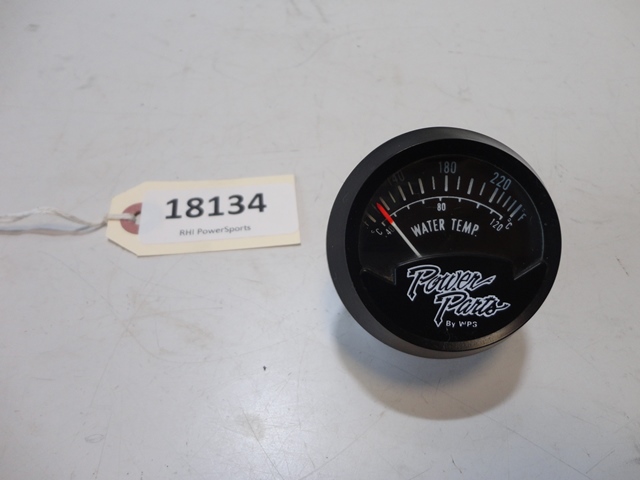 18134
RHI PowerSports
180
220
°F
80
120
°C
WATER TEMP.
Power
Parts
By WPS